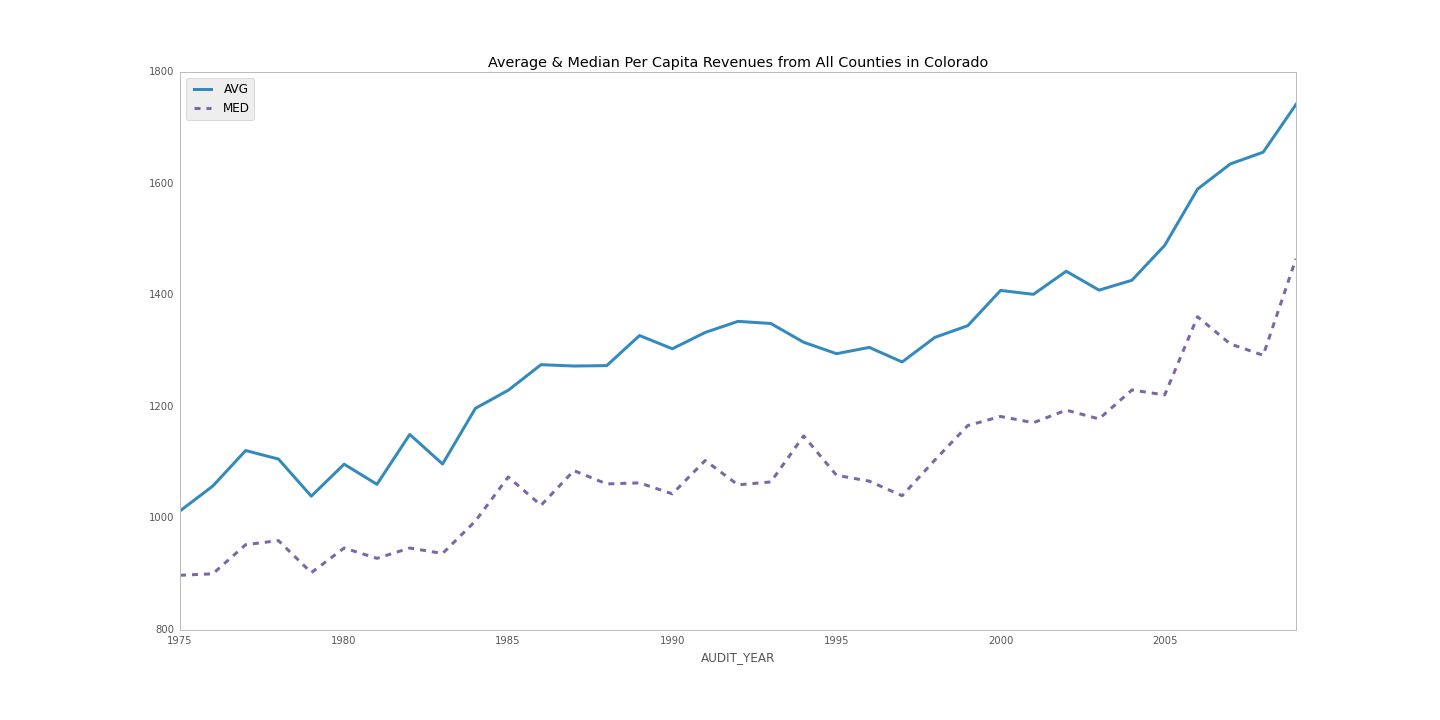 Average & Median Per Capita Revenues from All Counties in Colorado
AVG
MED
1800
1600
1400
1200
1000
800
1975 1980 1985 1990 1995 2000 2005
AUDIT_YEAR